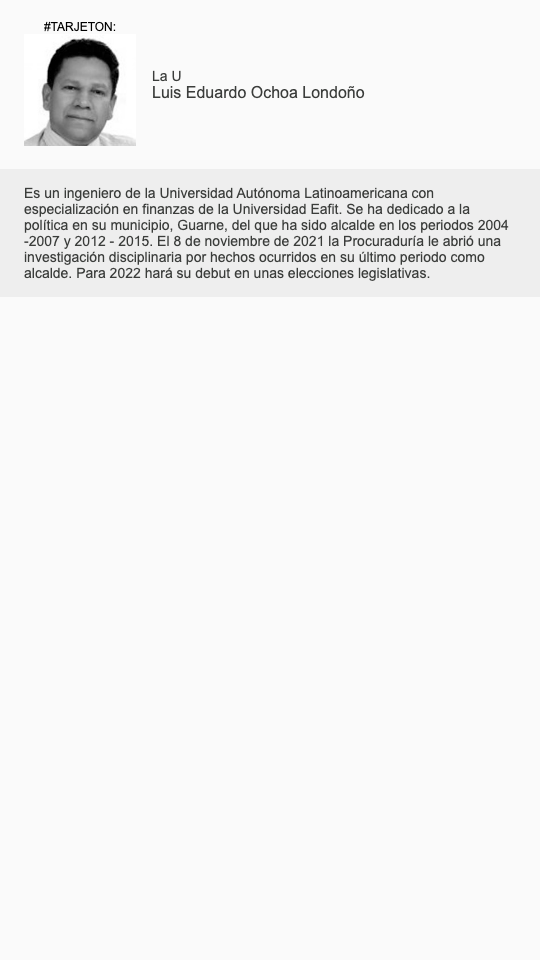 #TARJETON:
La U
Luis Eduardo Ochoa Londoño
Es un ingeniero de la Universidad Autónoma Latinoamericana con
especialización en finanzas de la Universidad Eafit. Se ha dedicado a la
política en su municipio, Guarne, del que ha sido alcalde en los periodos 2004
-2007 y 2012 - 2015. El 8 de noviembre de 2021 la Procuraduría le abrió una
investigación disciplinaria por hechos ocurridos en su último periodo como
alcalde. Para 2022 hará su debut en unas elecciones legislativas.